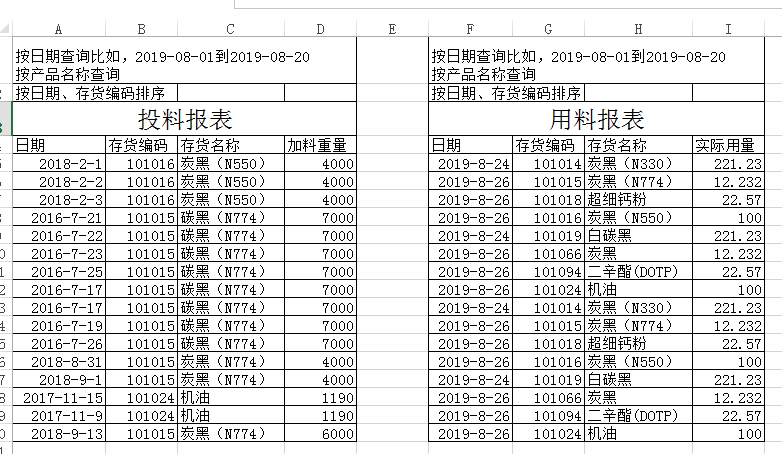 A B C D E F G H I
按日期查询比如，2019-08-01到2019-08-20 按日期查询比如，2019-08-01到2019-08-20
按产品名称查询 按产品名称查询
按日期、存货编码排序 按日期、存货编码排序
投料报表 用料报表
日期 存货编码 存货名称 加料重量 日期 存货编码 存货名称 实际用量
2018-2-1 101016 炭黑（N550） 4000 2019-8-24 101014 炭黑（N330） 221.23
2018-2-2 101016 炭黑（N550） 4000 2019-8-26 101015 炭黑（N774） 12.232
2018-2-3 101016 炭黑（N550） 4000 2019-8-26 101018 超细钙粉 22.57
2016-7-21 101015 碳黑（N774） 7000 2019-8-26 101016 炭黑（N550） 100
2016-7-22 101015 碳黑（N774） 7000 2019-8-24 101019 白碳黑 221.23
2016-7-23 101015 碳黑（N774） 7000 2019-8-26 101066 炭黑 12.232
2016-7-25 101015 碳黑（N774） 7000 2019-8-26 101094 二辛酯(DOTP) 22.57
2016-7-17 101015 碳黑（N774） 7000 2019-8-26 101024 机油 100
2016-7-17 101015 碳黑（N774） 7000 2019-8-24 101014 炭黑（N330） 221.23
2016-7-19 101015 碳黑（N774） 7000 2019-8-26 101015 炭黑（N774） 12.232
2016-7-26 101015 碳黑（N774） 7000 2019-8-26 101018 超细钙粉 22.57
2018-8-31 101015 炭黑（N774） 4000 2019-8-26 101016 炭黑（N550） 100
2018-9-1 101015 炭黑（N774） 4000 2019-8-24 101019 白碳黑 221.23
2017-11-15 101024 机油 1190 2019-8-26 101066 炭黑 12.232
2017-11-9 101024 机油 1190 2019-8-26 101094 二辛酯(DOTP) 22.57
2018-9-13 101015 炭黑（N774） 6000 2019-8-26 101024 机油 100